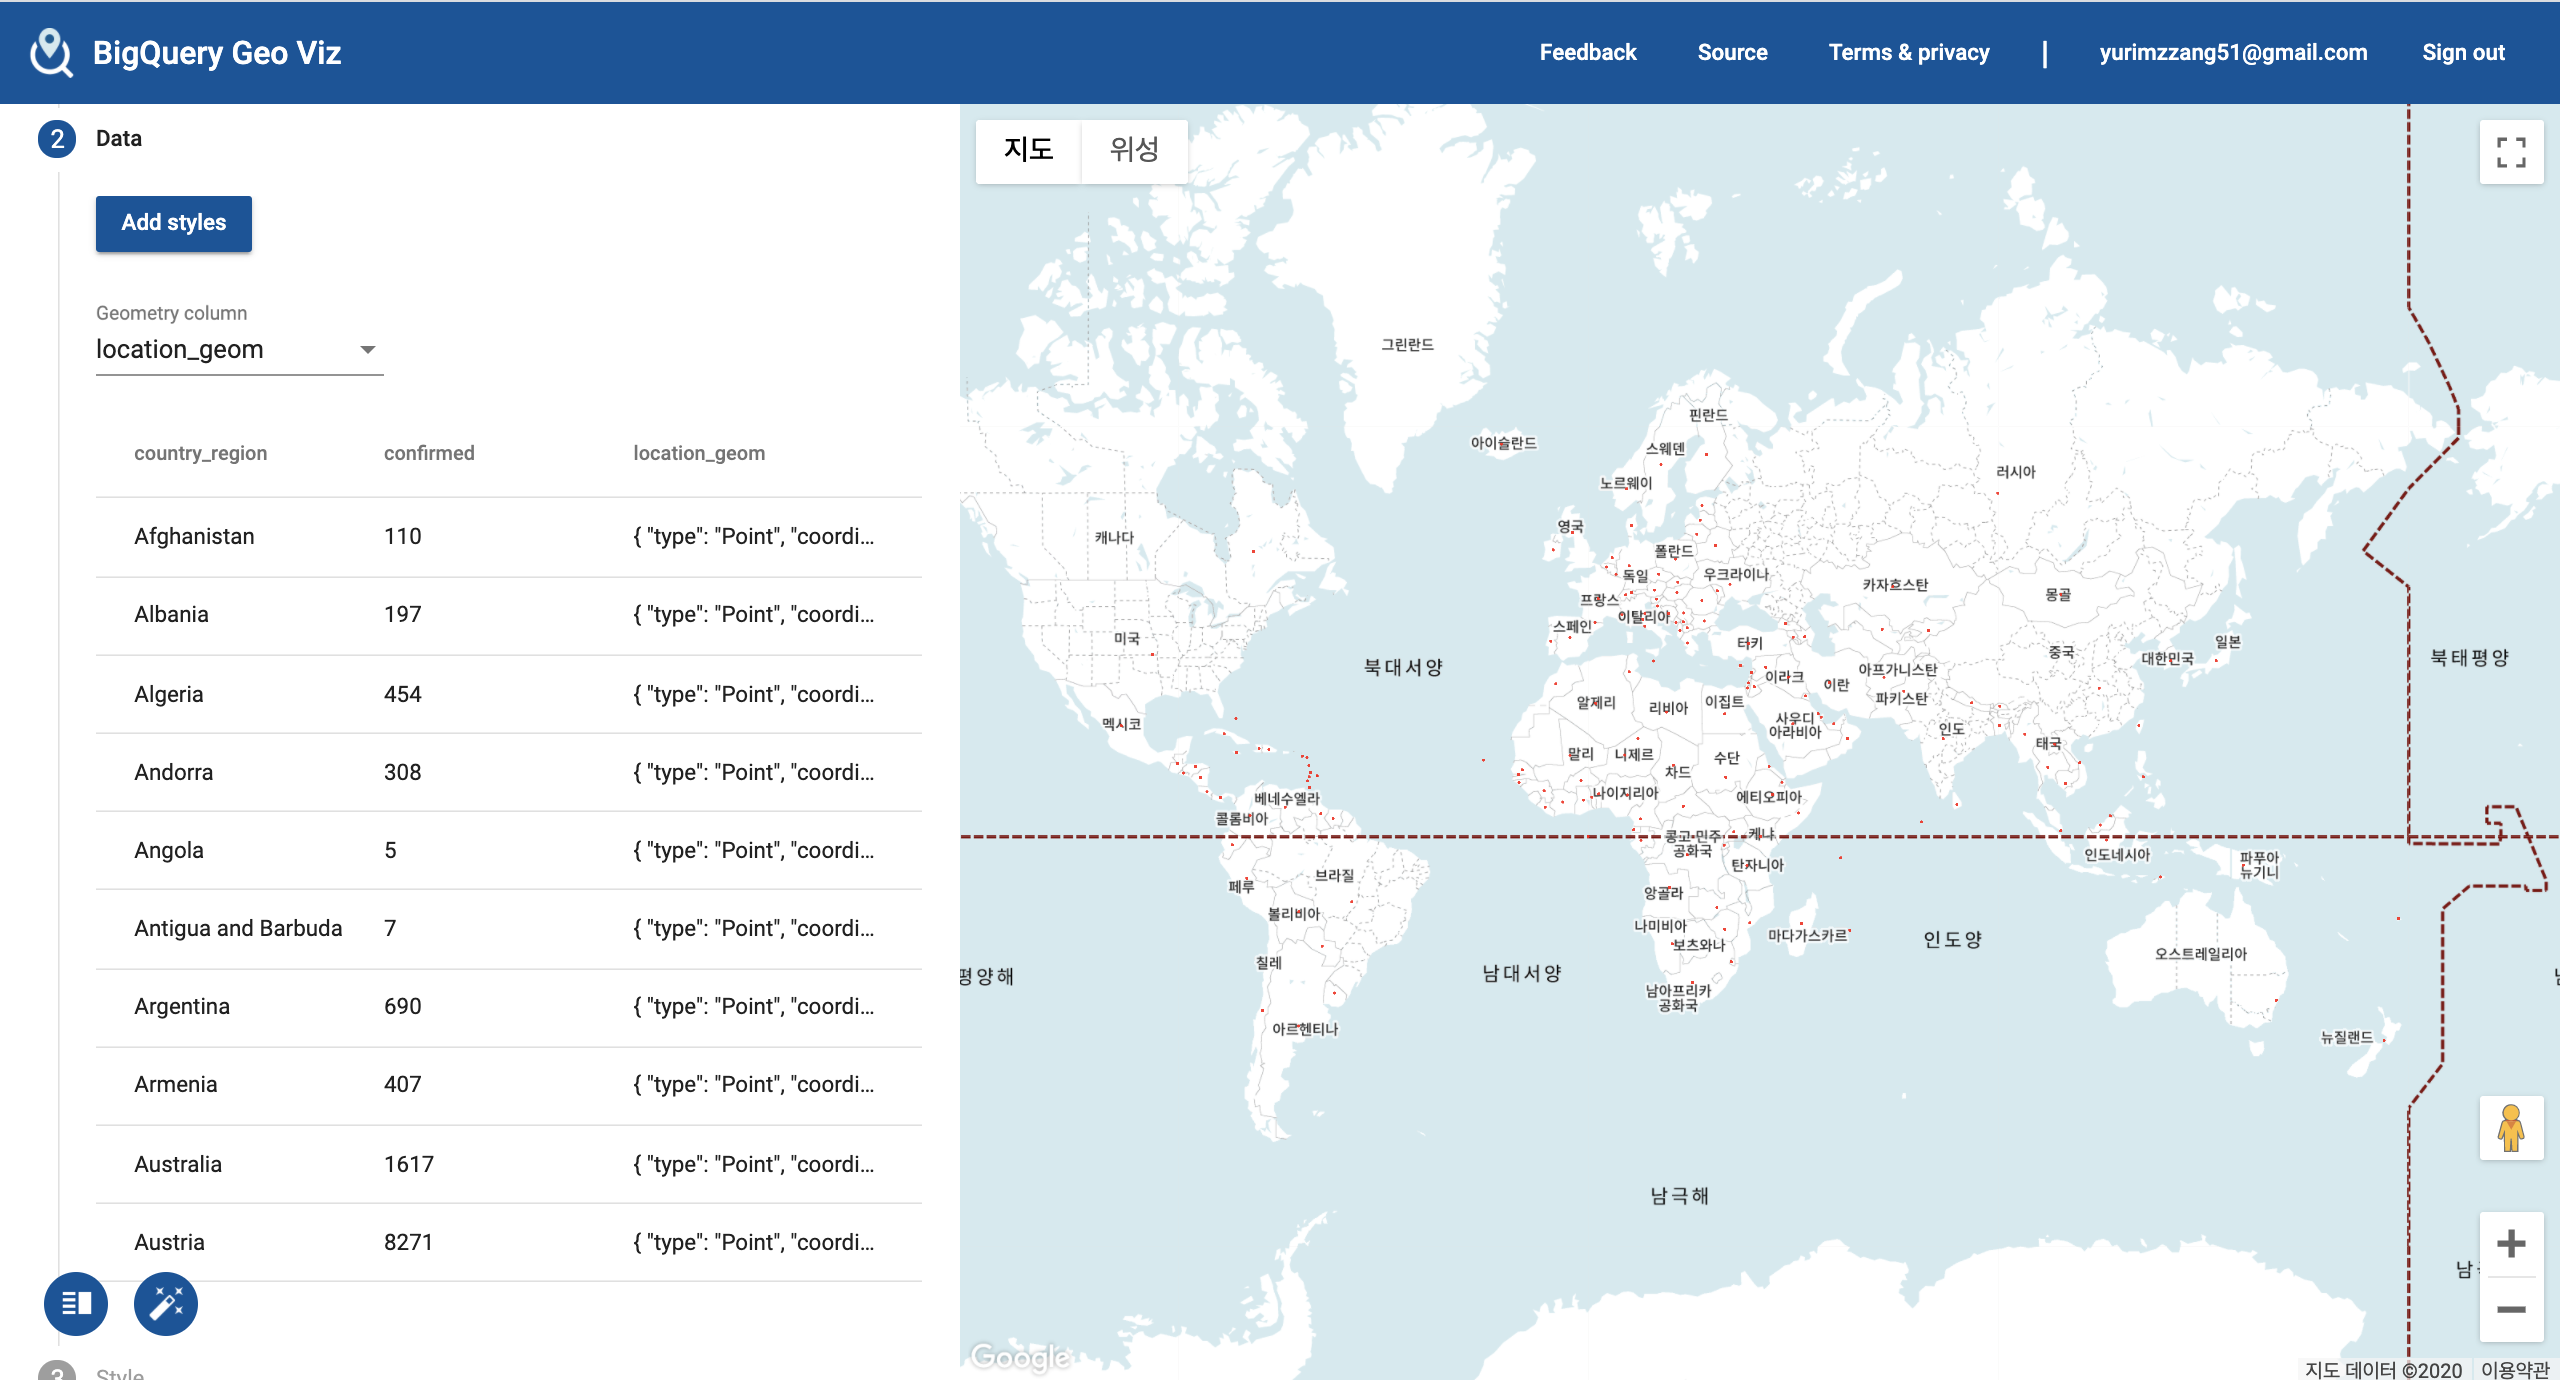 BigQuery Geo Viz
Feedback
Source
Terms & privacy
|
yurimzzang51@gmail.com
Sign out
2
Data
Add styles
Geometry column
location_geom
country_region confirmed location_geom
Afghanistan 110 { "type": "Point", "coordi...
Albania 197 { "type": "Point", "coordi...
Algeria 454 { "type": "Point", "coordi...
Andorra 308 { "type": "Point", "coordi...
Angola 5 { "type": "Point", "coordi...
Antigua and Barbuda 7 { "type": "Point", "coordi...
Argentina 690 { "type": "Point", "coordi...
Armenia 407 { "type": "Point", "coordi...
Australia 1617 { "type": "Point", "coordi...
Austria 8271 { "type": "Point", "coordi...
3
Style
지도
위성
그린란드
핀란드
아이슬란드
스웨덴
러시아
노르웨이
영국
캐나다
폴란드
독일
우크라이나
카자흐스탄
몽골
프랑스
이탈리아
스페인
미국
터키
일본
중국
대한민국
북태평양
북대서양
아프가니스탄
이라크
이란
파키스탄
알제리
리비아
이집트
사우디
아라비아
멕시코
인도
태국
말리
니제르
수단
차드
나이지리아
에티오피아
베네수엘라
콜롬비아
콩고 민주
공화국
케냐
인도네시아
파푸아
뉴기니
탄자니아
브라질
페루
앙골라
볼리비아
나미비아
보츠와나
마다가스카르
인도양
오스트레일리아
칠레
남대서양
평양해
남아프리카
공화국
아르헨티나
뉴질랜드
남극해
남
Google
지도 데이터 ©2020
이용약관